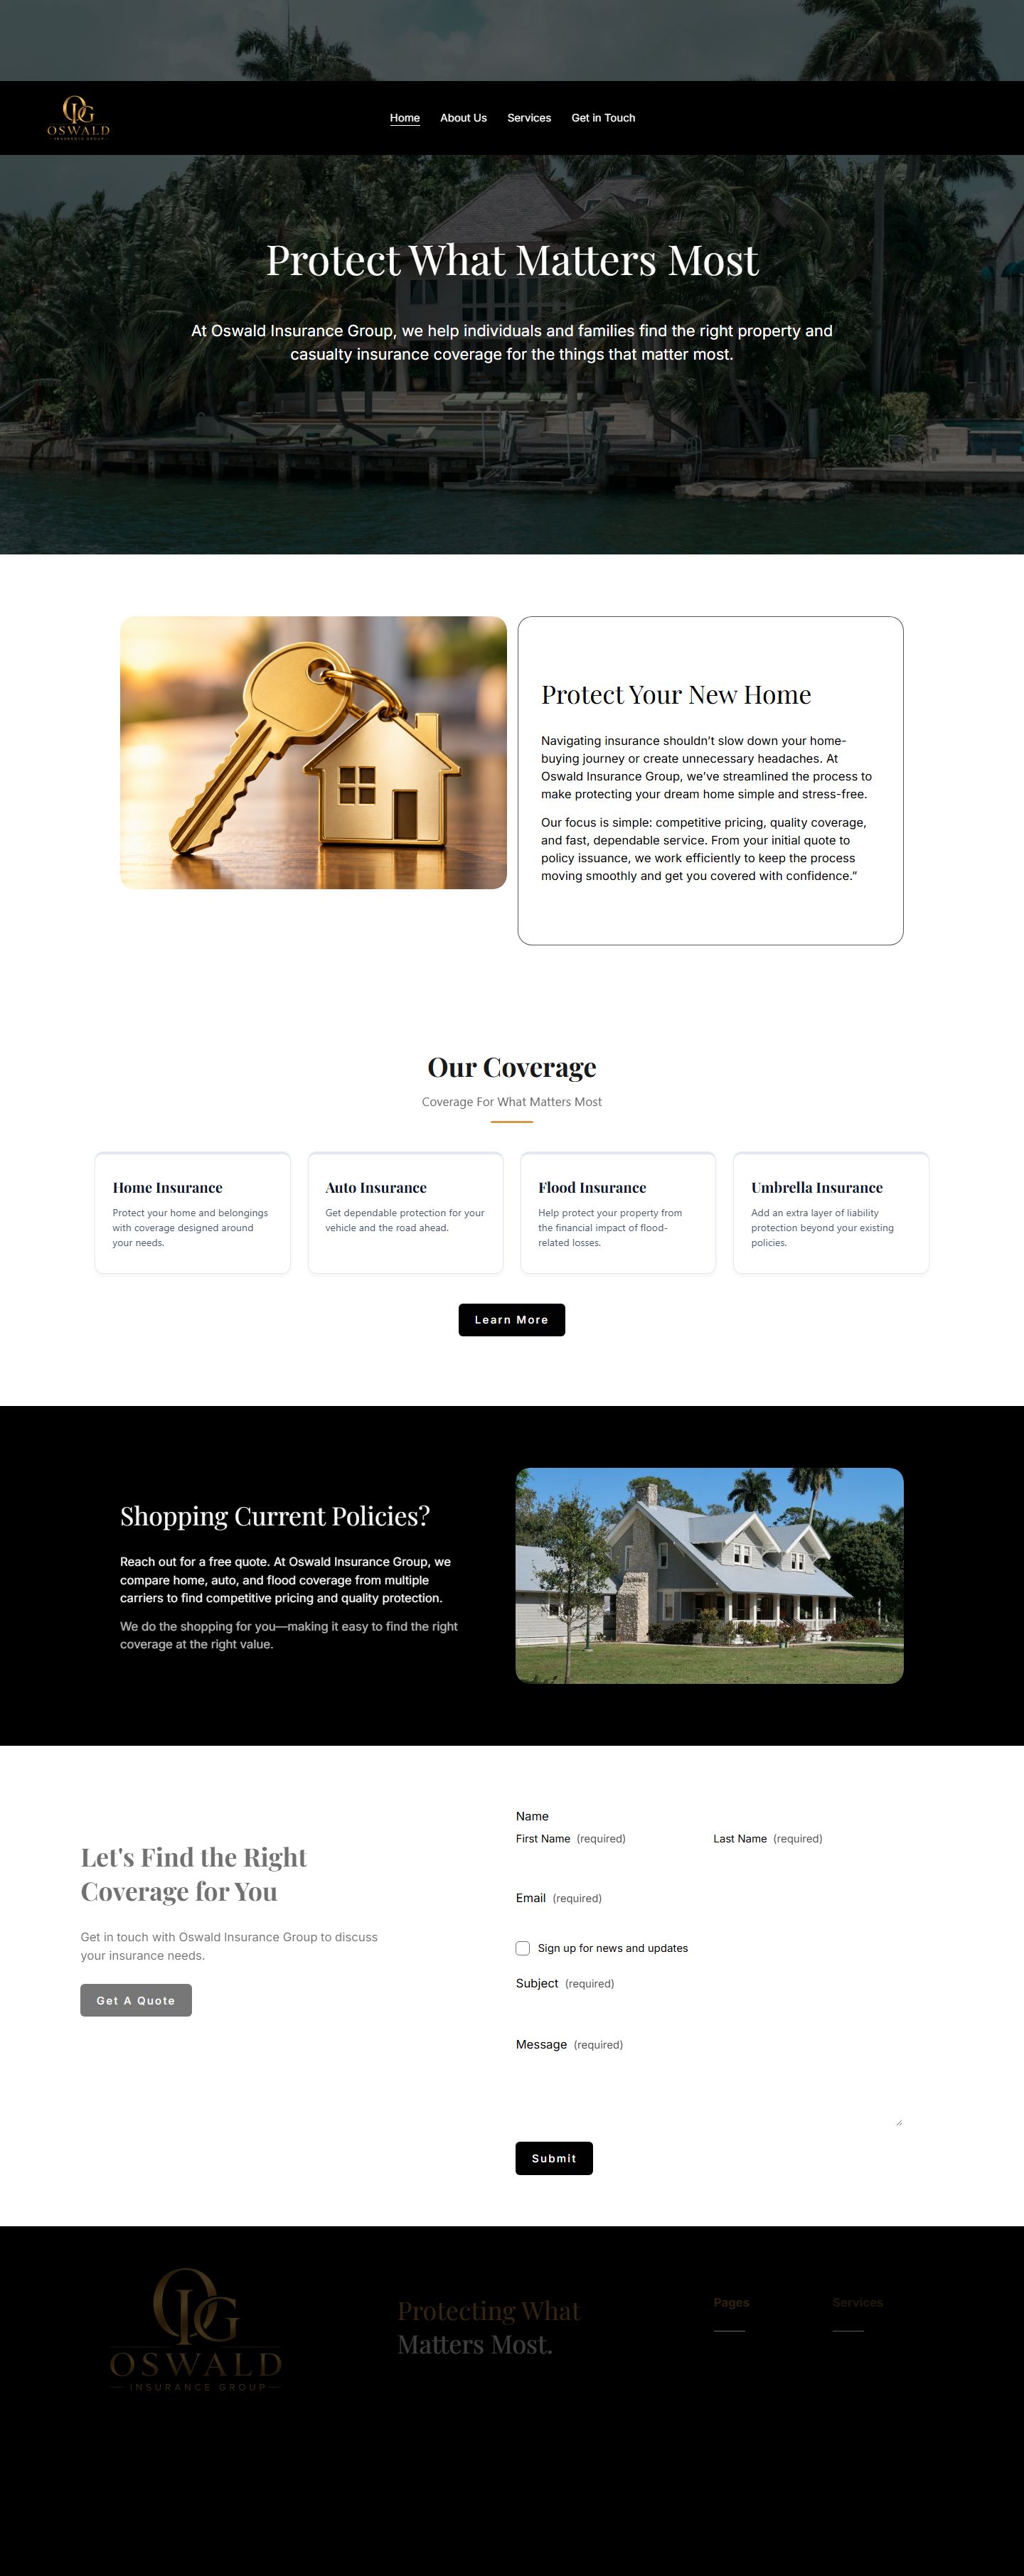 OIG
OSWALD
INSURANCE GROUP
Home
About Us
Services
Get in Touch
Protect What Matters Most
At Oswald Insurance Group, we help individuals and families find the right property and
casualty insurance coverage for the things that matter most.
Protect Your New Home
Navigating insurance shouldn’t slow down your home-
buying journey or create unnecessary headaches. At
Oswald Insurance Group, we’ve streamlined the process to
make protecting your dream home simple and stress-free.
Our focus is simple: competitive pricing, quality coverage,
and fast, dependable service. From your initial quote to
policy issuance, we work efficiently to keep the process
moving smoothly and get you covered with confidence.”
Our Coverage
Coverage For What Matters Most
Home Insurance
Protect your home and belongings
with coverage designed around
your needs.
Auto Insurance
Get dependable protection for your
vehicle and the road ahead.
Flood Insurance
Help protect your property from
the financial impact of flood-
related losses.
Umbrella Insurance
Add an extra layer of liability
protection beyond your existing
policies.
Learn More
Shopping Current Policies?
Reach out for a free quote. At Oswald Insurance Group, we
compare home, auto, and flood coverage from multiple
carriers to find competitive pricing and quality protection.
We do the shopping for you—making it easy to find the right
coverage at the right value.
Let's Find the Right
Coverage for You
Get in touch with Oswald Insurance Group to discuss
your insurance needs.
Get A Quote
Name
First Name (required)
Last Name (required)
Email (required)
Sign up for news and updates
Subject (required)
Message (required)
Submit
OIG
OSWALD
INSURANCE GROUP
Protecting What
Matters Most.
Pages
Services